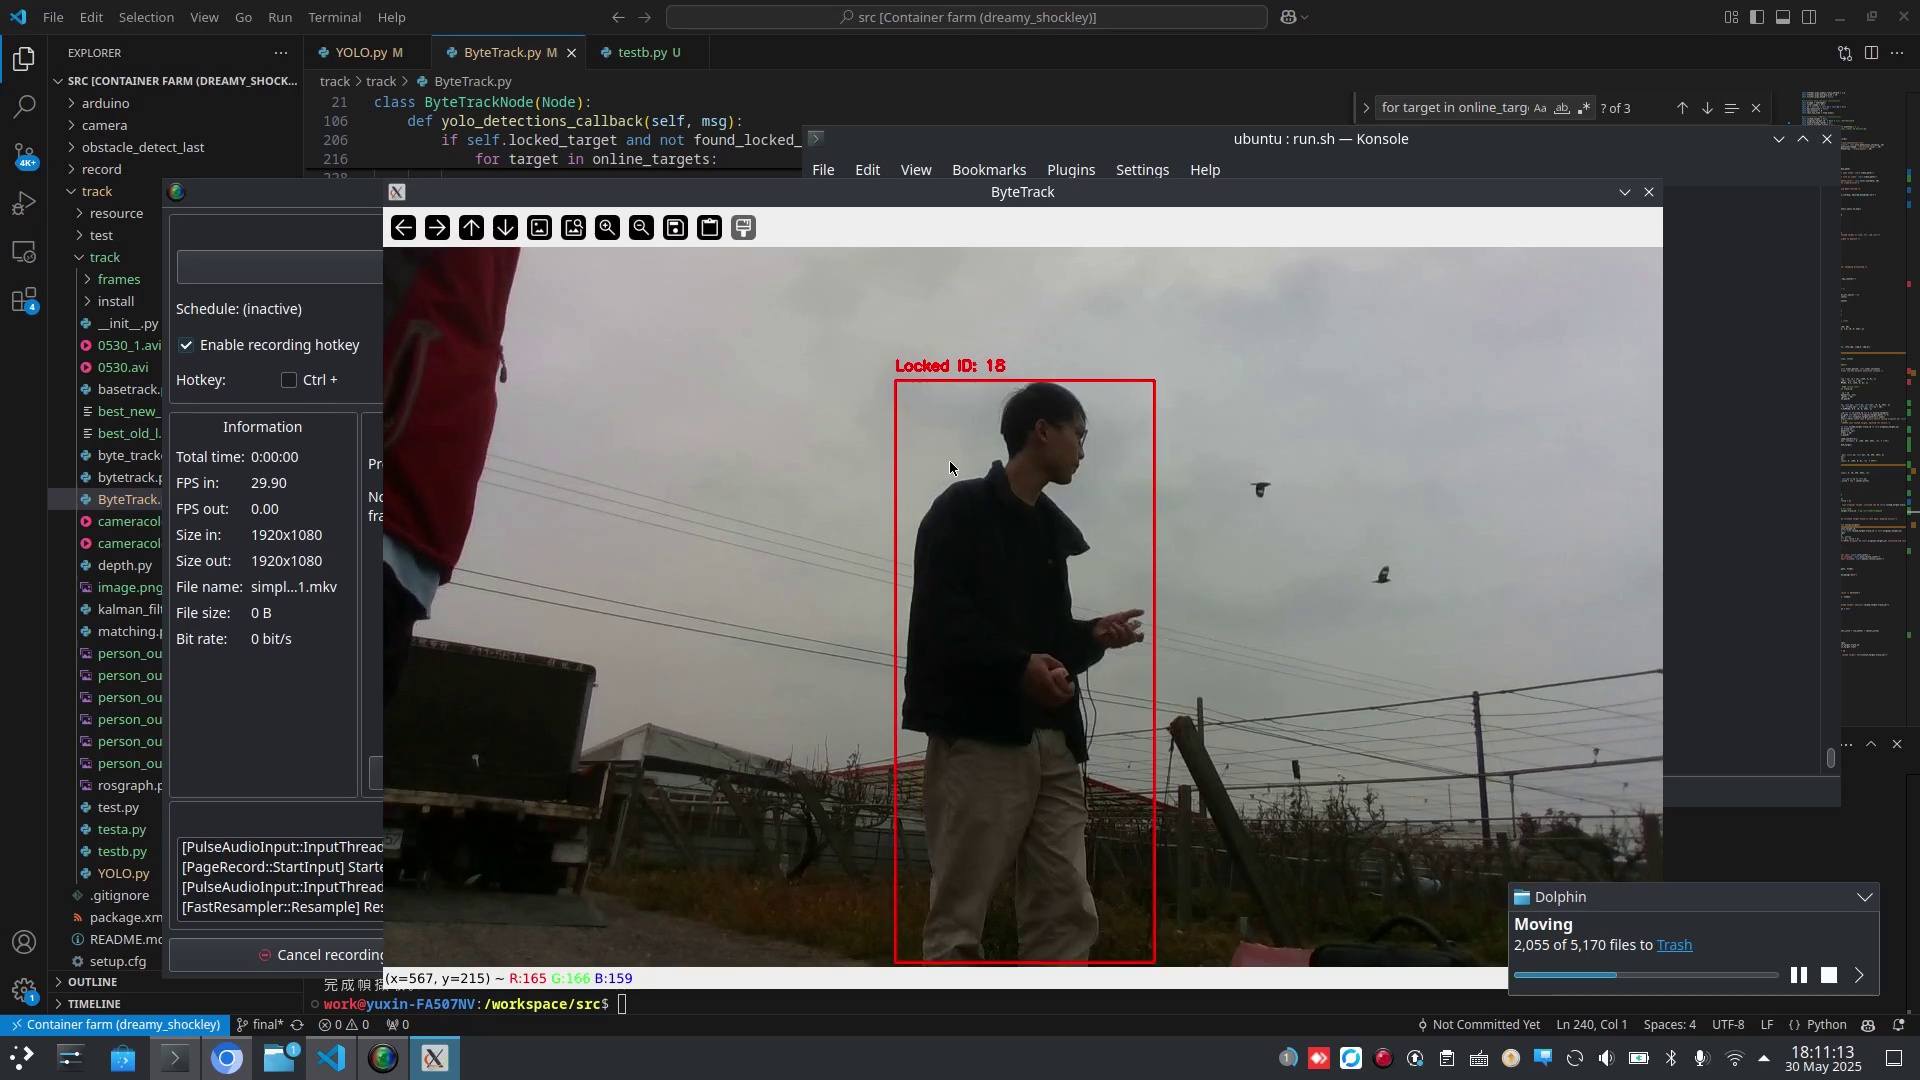 File Edit Selection View Go Run Terminal Help
src [Container farm (dreamy_shockley)]
EXPLORER
SRC [CONTAINER FARM (DREAMY_SHOCK...
arduino
camera
obstacle_detect_last
record
track
resource
test
track
frames
install
__init__.py
0530_1.avi
0530.avi
basetrack.
best_new_
best_old_l.
byte_track
bytetrack.p
ByteTrack.
cameracol
cameracol
depth.py
image.png
kalman_filt
matching.p
person_ou
person_ou
person_ou
person_ou
person_ou
person_ou
rosgraph.p
test.py
testa.py
testb.py
YOLO.py
.gitignore
package.xm
README.md
setup.cfg
OUTLINE
TIMELINE
4K+
4
1
YOLO.py M
ByteTrack.py M
testb.py U
track > track > ByteTrack.py
21 class ByteTrackNode(Node):
106 def yolo_detections_callback(self, msg):
206 if self.locked_target and not found_locked_
216 for target in online_targets:
for target in online_targ
Aa ab
? of 3
ubuntu : run.sh — Konsole
File Edit View Bookmarks Plugins Settings Help
ByteTrack
Schedule: (inactive)
Enable recording hotkey
Hotkey: Ctrl +
Information
Total time: 0:00:00
FPS in: 29.90
FPS out: 0.00
Size in: 1920x1080
Size out: 1920x1080
File name: simpl...1.mkv
File size: 0 B
Bit rate: 0 bit/s
[PulseAudioInput::InputThread
[PageRecord::StartInput] Starte
[PulseAudioInput::InputThread
[FastResampler::Resample] Res
Cancel recording
Locked ID: 18
(x=567, y=215) ~ R:165 G:166 B:159
work@yuxin-FA507NV:/workspace/src$
Dolphin
Moving
2,055 of 5,170 files to Trash
Container farm (dreamy_shockley)
final*
0 0
0
Not Committed Yet
Ln 240, Col 1
Spaces: 4
UTF-8
LF
{} Python
1
1
18:11:13
30 May 2025